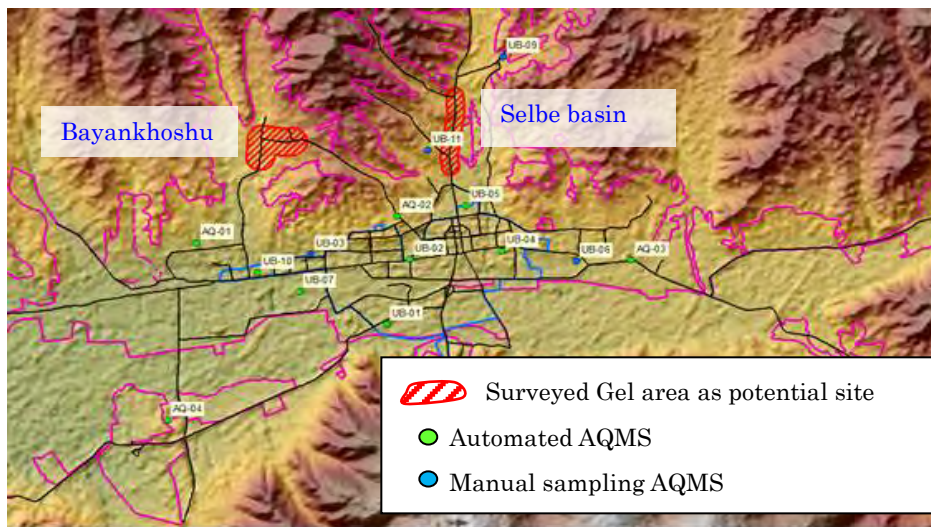 UB-09
Selbe basin
Bayankhoshu
UB-11
UB-05
AQ-02
AQ-01
UB-03
UB-02
UB-04
UB-06
AQ-03
UB-10
UB-07
UB-01
AQ-04
Surveyed Gel area as potential site
Automated AQMS
Manual sampling AQMS